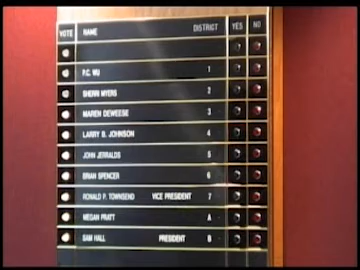 VOTE NAME DISTRICT YES NO
P.C. WU 1
SHERRI MYERS 2
MAREN DEWEESE 3
LARRY B. JOHNSON 4
JOHN JERRALDS 5
BRIAN SPENCER 6
RONALD P. TOWNSEND VICE PRESIDENT 7
MEGAN PRATT A
SAM HALL PRESIDENT B